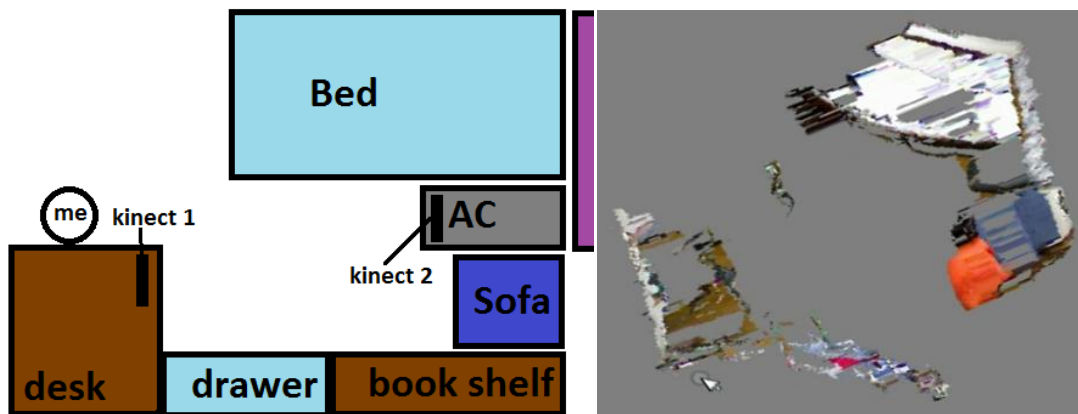 Bed
me
kinect 1
AC
kinect 2
Sofa
desk
drawer
book shelf